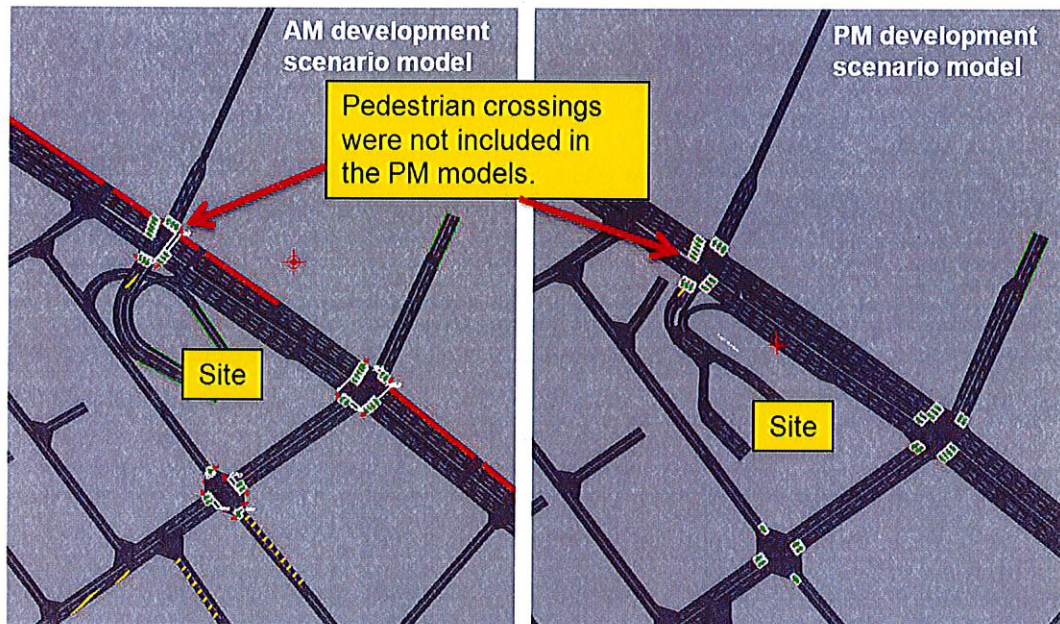 AM development
scenario model
PM development
scenario model
Pedestrian crossings
were not included in
the PM models.
Site
Site